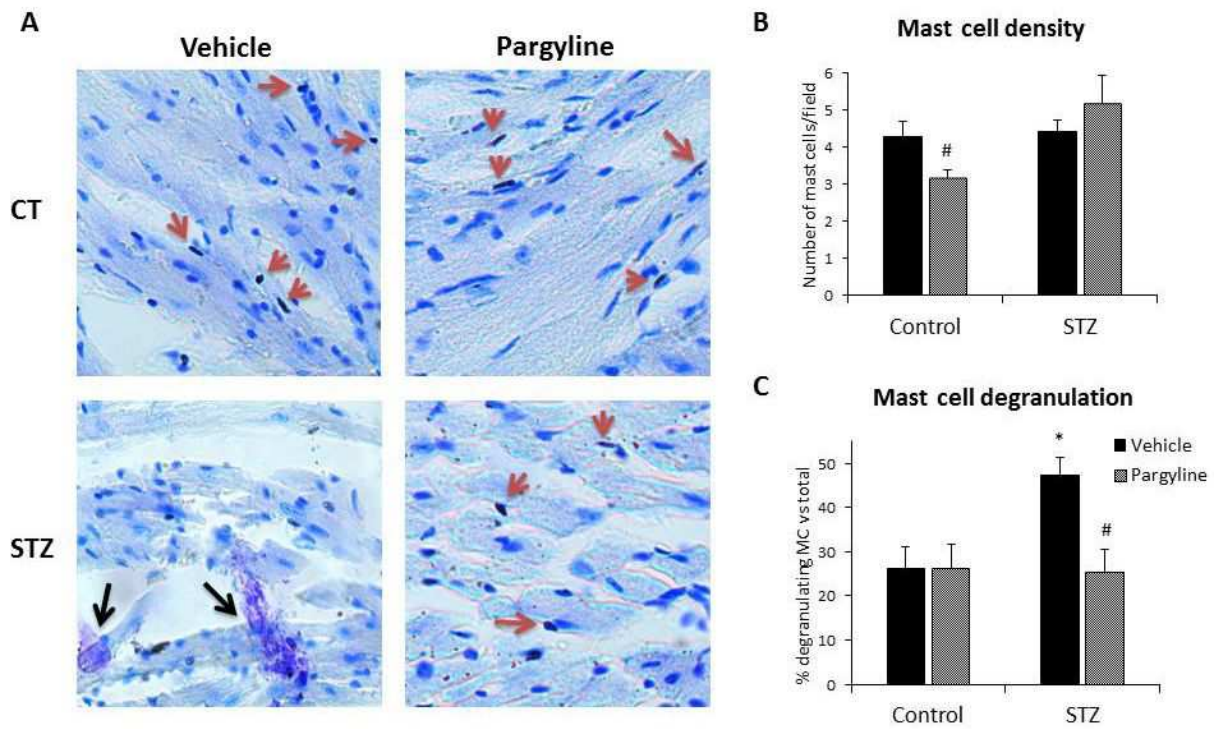 A
Vehicle
Pargyline
CT
STZ
B
Mast cell density
Number of mast cells/field
6
5
4
3
2
1
0
#
Control
STZ
C
Mast cell degranulation
% degranulating MC vs total
50
40
30
20
10
0
*
#
Vehicle
Pargyline
Control
STZ